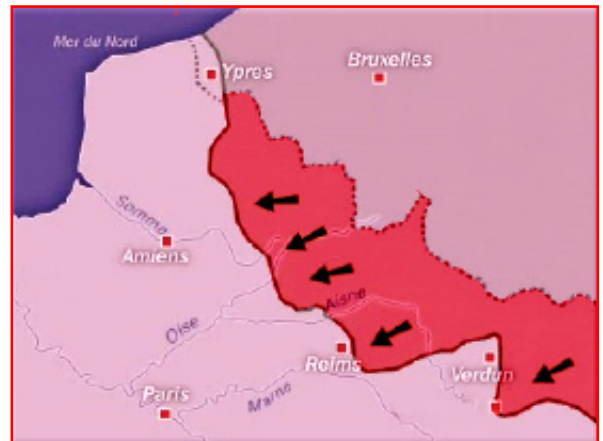 Mer du Nord
Ypres
Bruxelles
Somme
Amiens
Aisne
Oise
Reims
Verdun
Paris
Marne